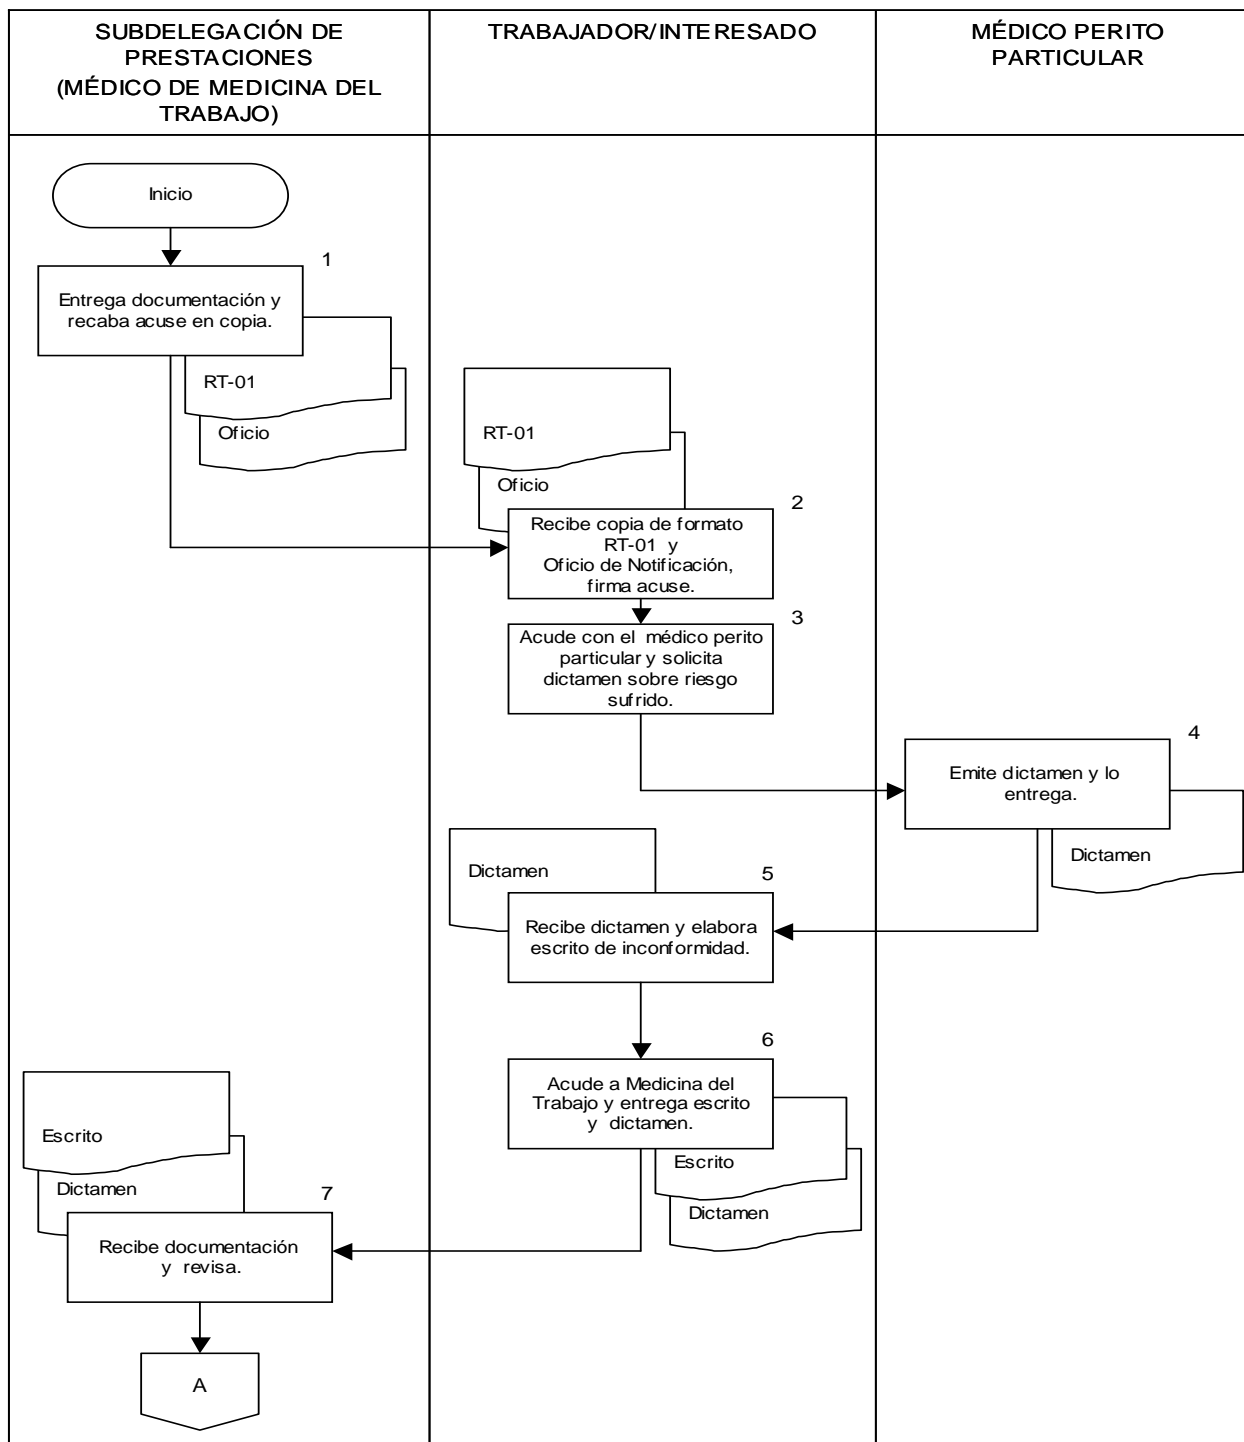 SUBDELEGACIÓN DE
PRESTACIONES
(MÉDICO DE MEDICINA DEL
TRABAJO)
TRABAJADOR/INTERESADO
MÉDICO PERITO
PARTICULAR
Inicio
1
Entrega documentación y
recaba acuse en copia.
RT-01
Oficio
RT-01
Oficio
2
Recibe copia de formato
RT-01 y
Oficio de Notificación,
firma acuse.
3
Acude con el médico perito
particular y solicita
dictamen sobre riesgo
sufrido.
4
Emite dictamen y lo
entrega.
Dictamen
Dictamen
5
Recibe dictamen y elabora
escrito de inconformidad.
6
Acude a Medicina del
Trabajo y entrega escrito
y dictamen.
Escrito
Dictamen
Escrito
Dictamen
7
Recibe documentación
y revisa.
A